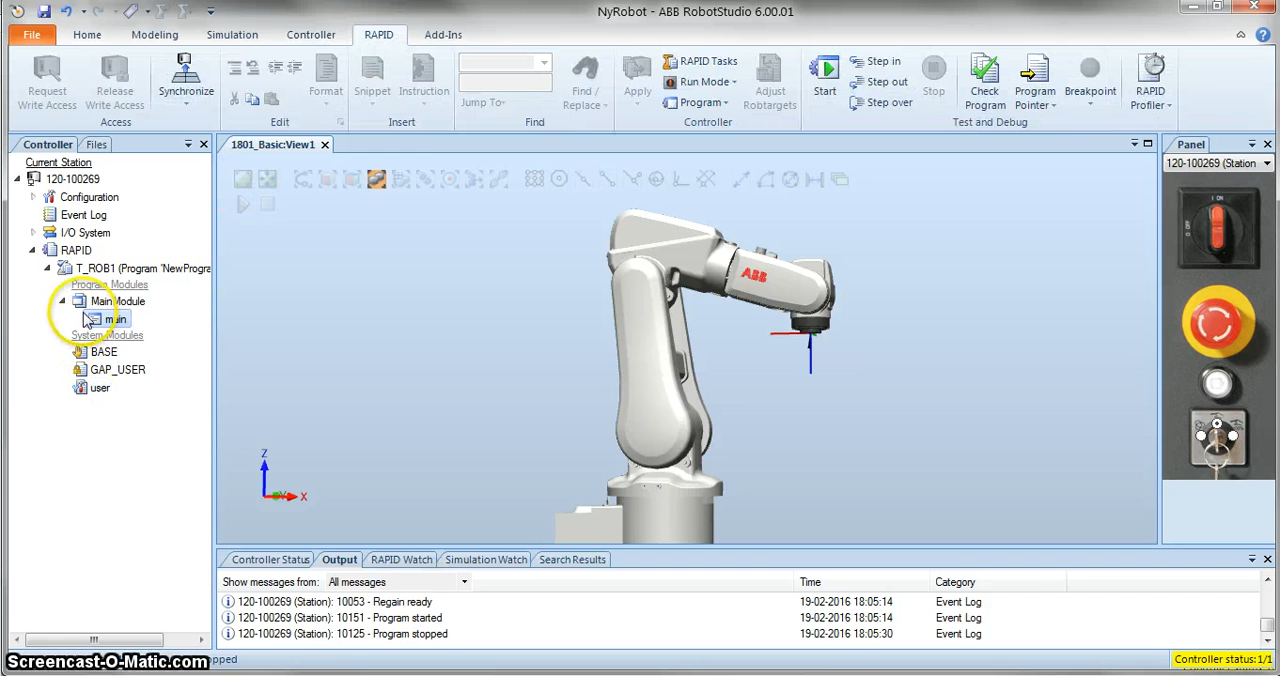 NyRobot - ABB RobotStudio 6.00.01
File Home Modeling Simulation Controller RAPID Add-Ins
Request Write Access
Release Write Access
Synchronize
Access
Format
Edit
Snippet
Instruction
Insert
Jump To
Find / Replace
Find
Apply
RAPID Tasks
Run Mode
Program
Adjust Robtargets
Controller
Start
Step in
Step out
Step over
Stop
Check Program
Program Pointer
Breakpoint
RAPID Profiler
Test and Debug
Controller Files
Current Station
120-100269
Configuration
Event Log
I/O System
RAPID
T_ROB1 (Program 'NewProgra
Program Modules
MainModule
main
System Modules
BASE
GAP_USER
user
1801_Basic:View1
ABB
Z
X
Panel
120-100269 (Station)
I ON
O OFF
Controller Status Output RAPID Watch Simulation Watch Search Results
Show messages from: All messages Time Category
120-100269 (Station): 10053 - Regain ready 19-02-2016 18:05:14 Event Log
120-100269 (Station): 10151 - Program started 19-02-2016 18:05:14 Event Log
120-100269 (Station): 10125 - Program stopped 19-02-2016 18:05:30 Event Log
Screencast-O-Matic.com
opped
Controller status:1/1